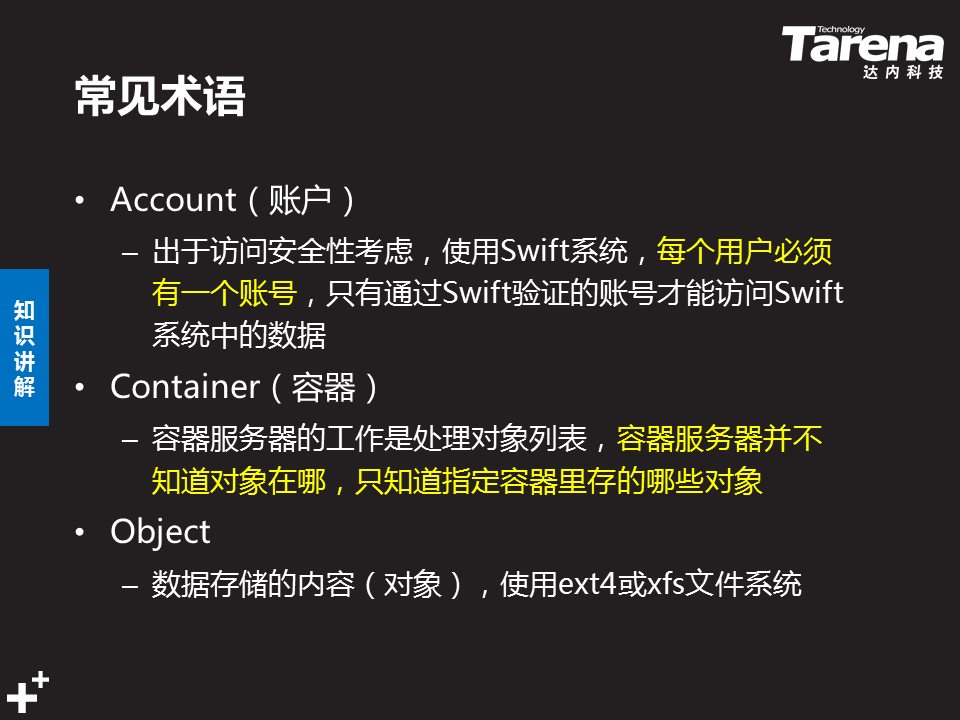 Technology
Tarena
达内科技
常见术语
• Account（账户）
– 出于访问安全性考虑，使用Swift系统，每个用户必须
有一个账号，只有通过Swift验证的账号才能访问Swift
系统中的数据
知识讲解
• Container（容器）
– 容器服务器的工作是处理对象列表，容器服务器并不
知道对象在哪，只知道指定容器里存的哪些对象
• Object
– 数据存储的内容（对象），使用ext4或xfs文件系统